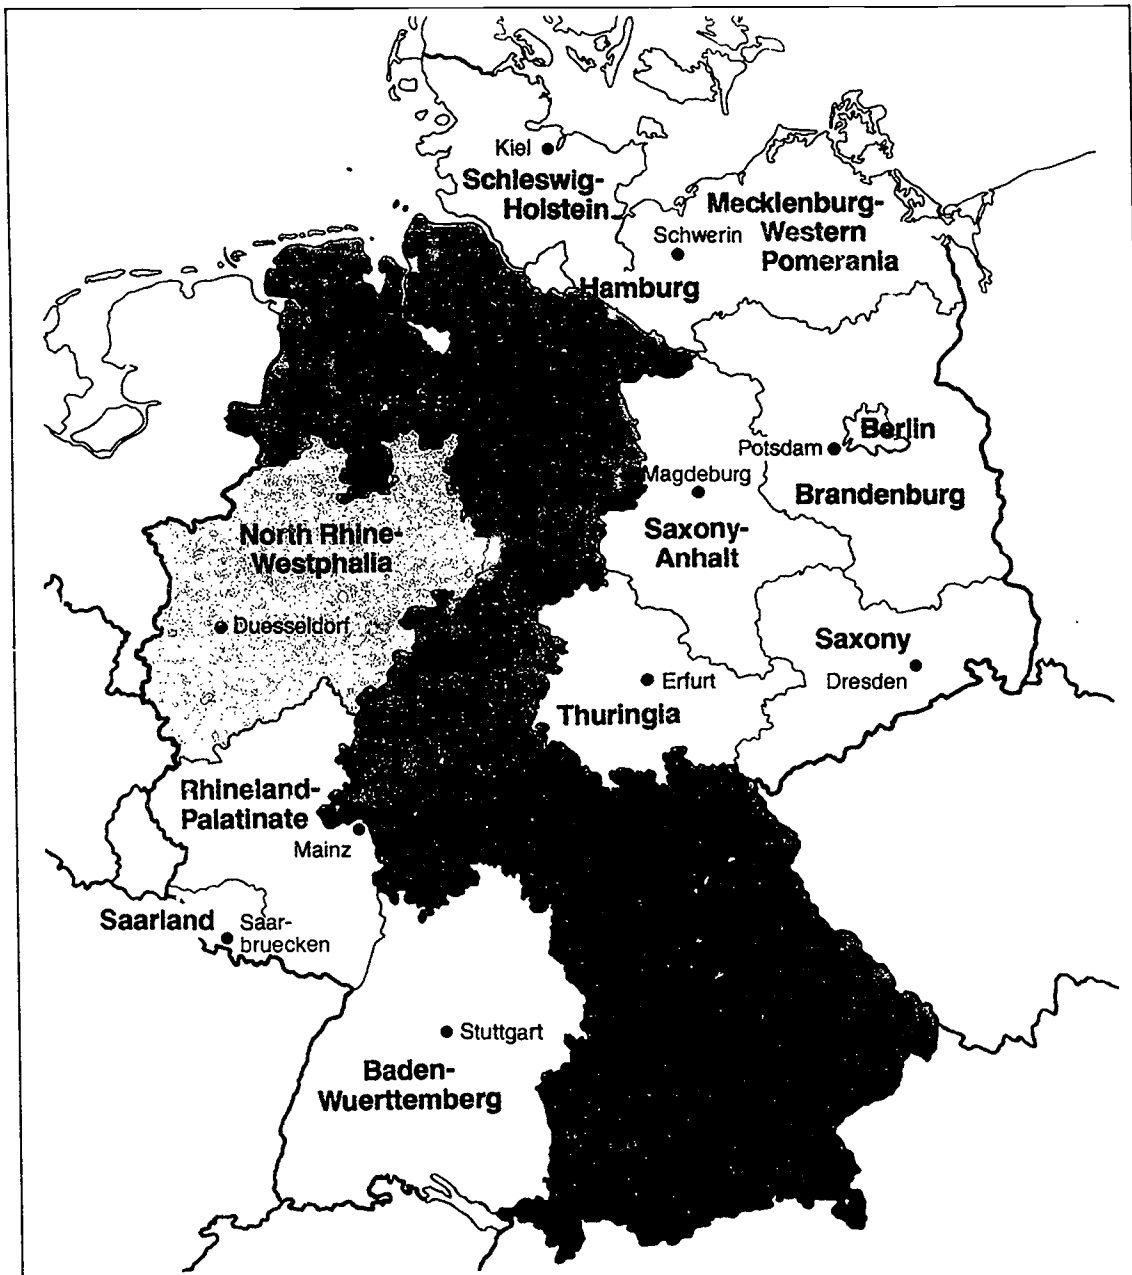 Kiel
Schleswig-
Holstein
Mecklenburg-
Western
Pomerania
Schwerin
Hamburg
Berlin
Potsdam
Brandenburg
Magdeburg
Saxony-
Anhalt
North Rhine-
Westphalia
Duesseldorf
Saxony
Dresden
Erfurt
Thuringia
Rhineland-
Palatinate
Mainz
Saarland
Saar-
bruecken
Stuttgart
Baden-
Wuerttemberg